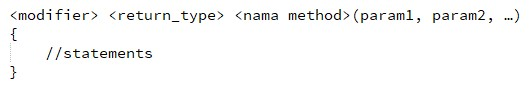 <modifier> <return_type> <nama method>(param1, param2, …)
{
    //statements
}